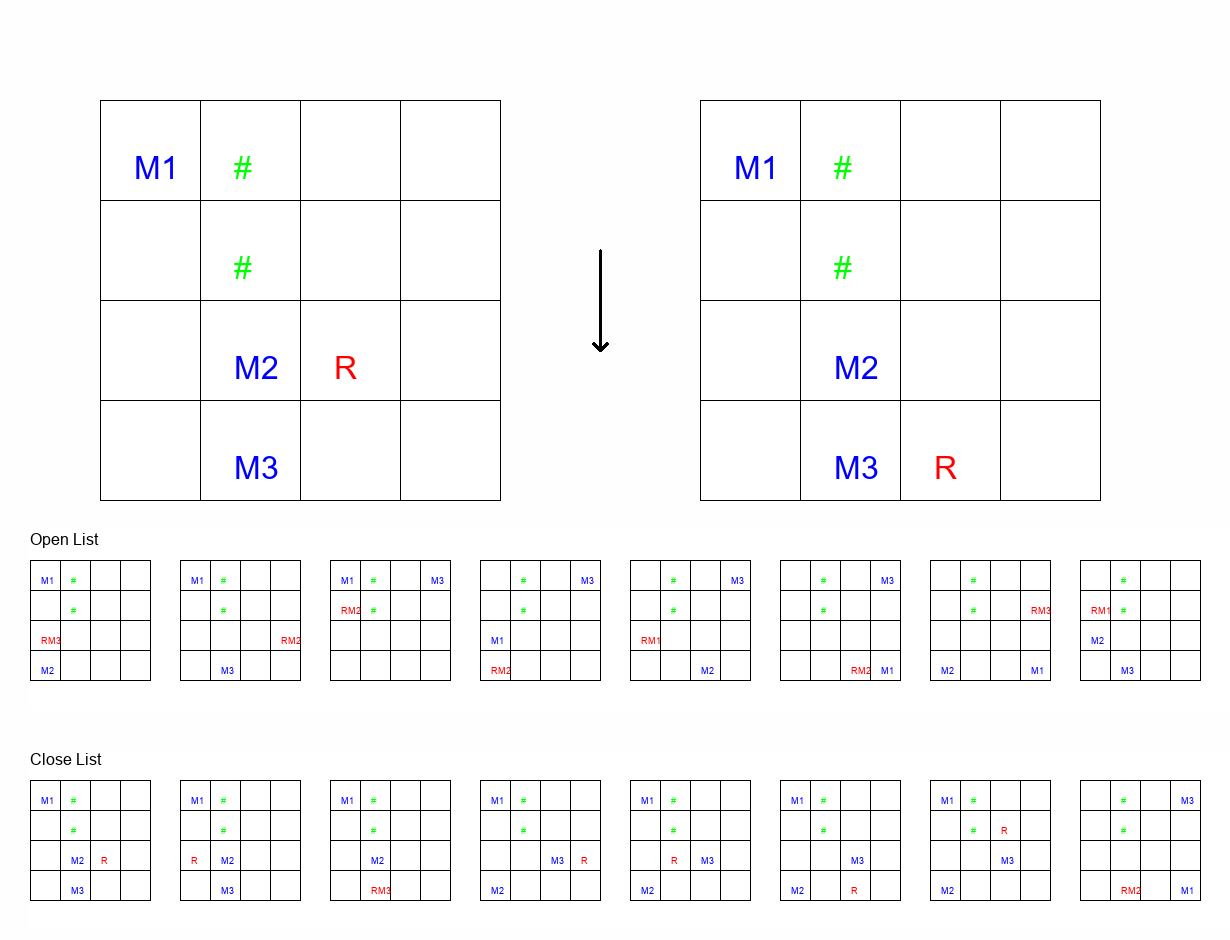 M1 # M1 #
# #
M2 R M2
M3 M3 R
Open List
M1 # M1 # M1 # M3 # M3 # M3 # M3 # #
# # RM2 # # # # # RM3 RM1 #
RM3 RM2 M1 RM1 M2
M2 M3 RM2 M2 RM2 M1 M2 M1 M3
Close List
M1 # M1 # M1 # M1 # M1 # M1 # M1 # # M3
# # # # # # # R #
M2 R R M2 M2 M3 R R M3 M3 M3
M3 M3 RM3 M2 M2 M2 R M2 RM2 M1